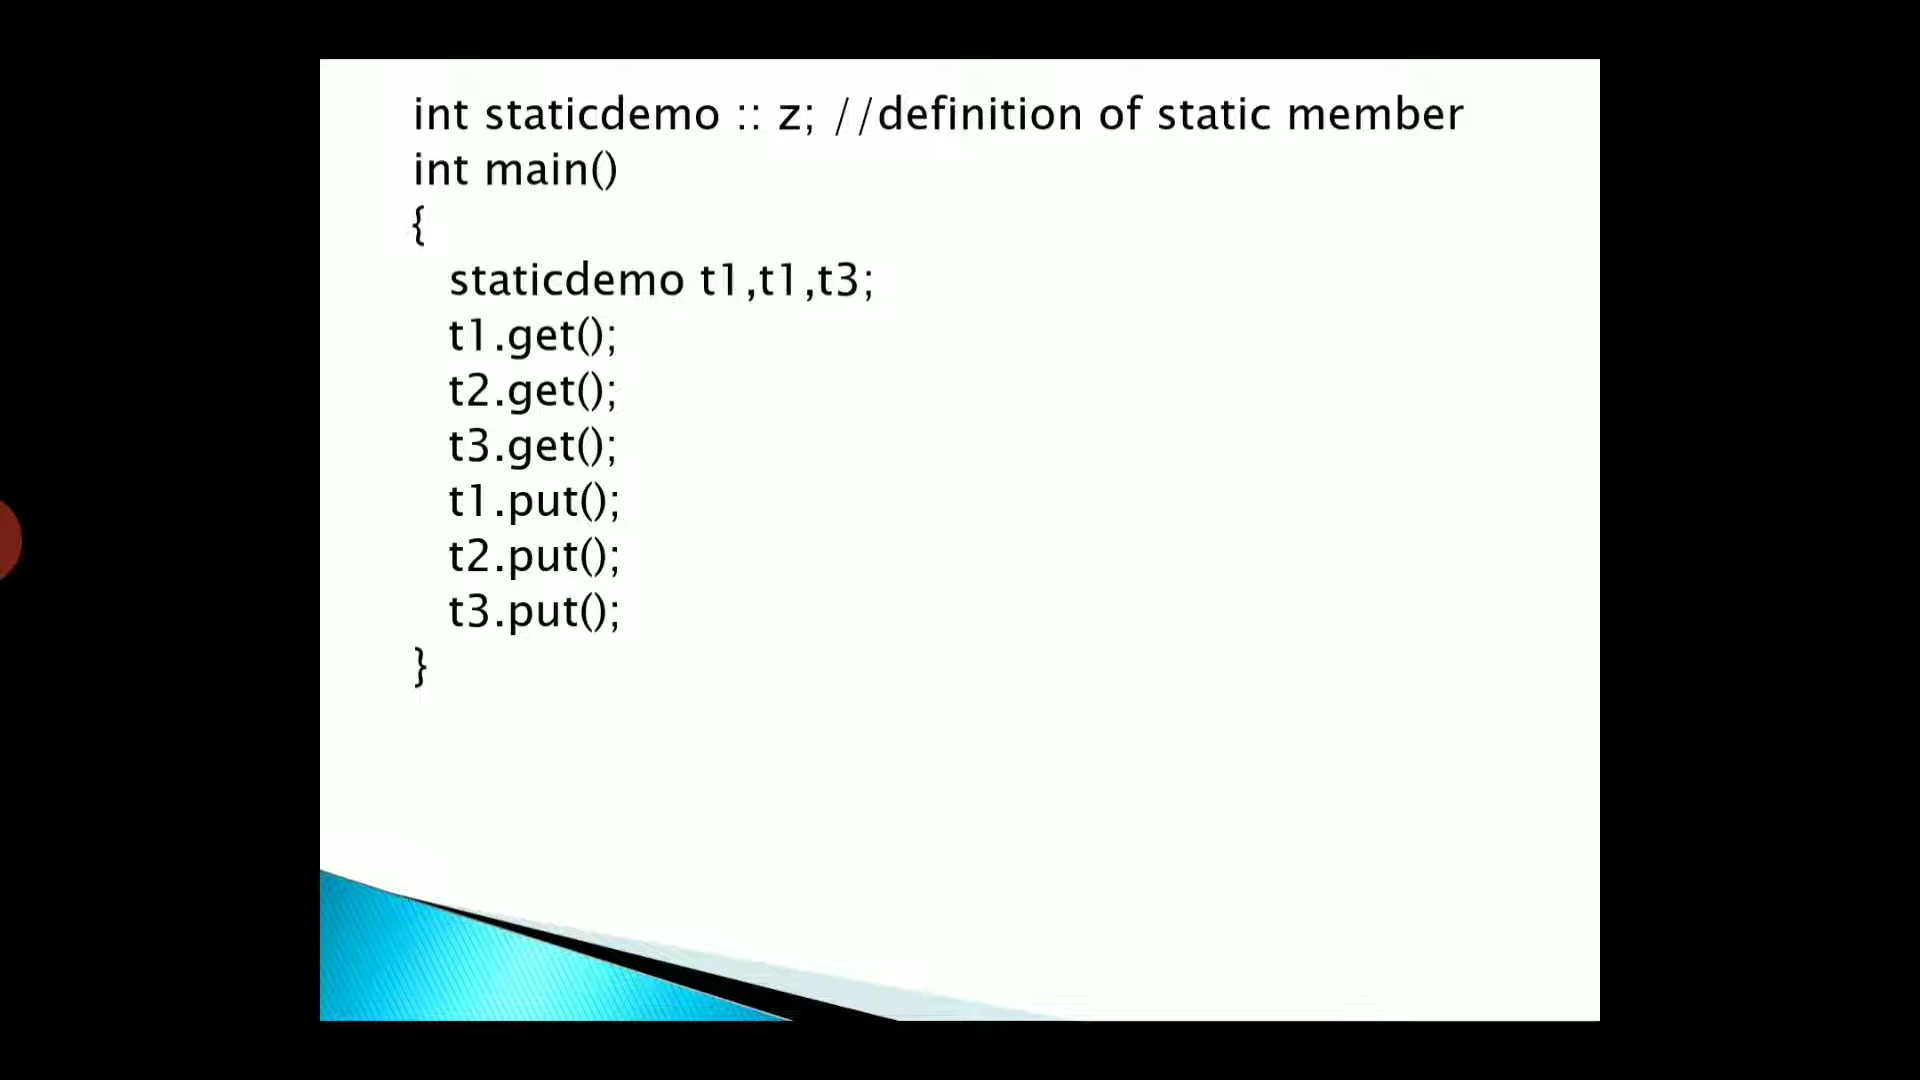 int staticdemo :: z; //definition of static member
int main()
{
staticdemo t1,t1,t3;
t1.get();
t2.get();
t3.get();
t1.put();
t2.put();
t3.put();
}